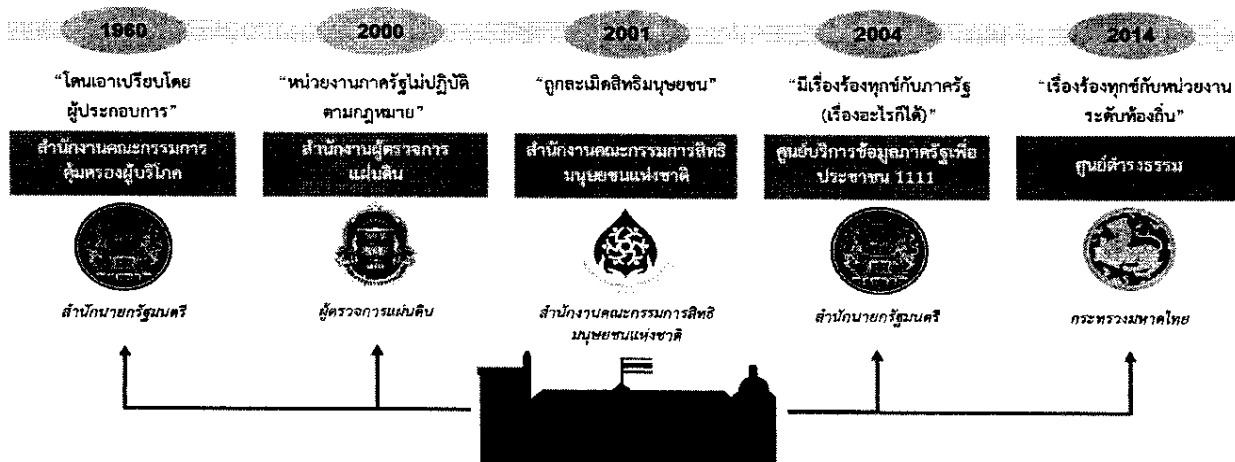 1960
2000
2001
2004
2014
“โดนเอาเปรียบโดย
ผู้ประกอบการ”
“หน่วยงานภาครัฐไม่ปฏิบัติ
ตามกฎหมาย”
“ถูกละเมิดสิทธิมนุษยชน”
“มีเรื่องร้องทุกข์กับภาครัฐ
(เรื่องอะไรก็ได้)”
“เรื่องร้องทุกข์กับหน่วยงาน
ระดับท้องถิ่น”
สำนักงานคณะกรรมการ
คุ้มครองผู้บริโภค
สำนักงานผู้ตรวจการ
แผ่นดิน
สำนักงานคณะกรรมการสิทธิ
มนุษยชนแห่งชาติ
ศูนย์บริการข้อมูลภาครัฐเพื่อ
ประชาชน 1111
ศูนย์ดำรงธรรม
สำนักนายกรัฐมนตรี
ผู้ตรวจการแผ่นดิน
สำนักงานคณะกรรมการสิทธิ
มนุษยชนแห่งชาติ
สำนักนายกรัฐมนตรี
กระทรวงมหาดไทย